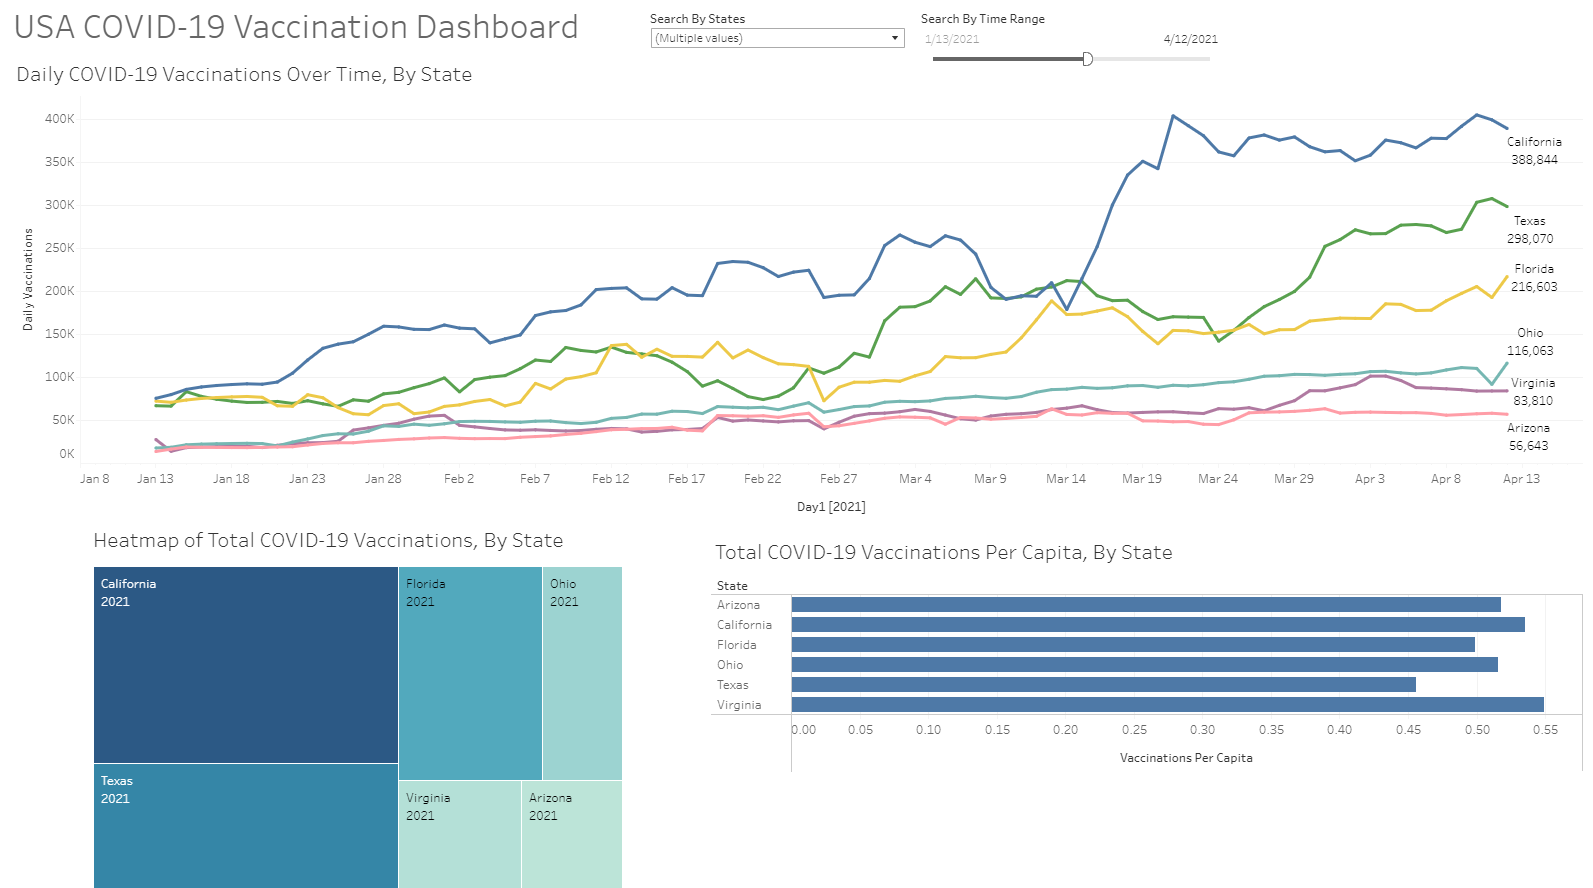 USA COVID-19 Vaccination Dashboard
Search By States
(Multiple values)
Search By Time Range
1/13/2021
4/12/2021
Daily COVID-19 Vaccinations Over Time, By State
400K
350K
300K
250K
200K
150K
100K
50K
0K
Daily Vaccinations
California
388,844
Texas
298,070
Florida
216,603
Ohio
116,063
Virginia
83,810
Arizona
56,643
Jan 8 Jan 13 Jan 18 Jan 23 Jan 28 Feb 2 Feb 7 Feb 12 Feb 17 Feb 22 Feb 27 Mar 4 Mar 9 Mar 14 Mar 19 Mar 24 Mar 29 Apr 3 Apr 8 Apr 13
Day1 [2021]
Heatmap of Total COVID-19 Vaccinations, By State
California
2021
Florida
2021
Ohio
2021
Texas
2021
Virginia
2021
Arizona
2021
Total COVID-19 Vaccinations Per Capita, By State
State
Arizona
California
Florida
Ohio
Texas
Virginia
0.00 0.05 0.10 0.15 0.20 0.25 0.30 0.35 0.40 0.45 0.50 0.55
Vaccinations Per Capita